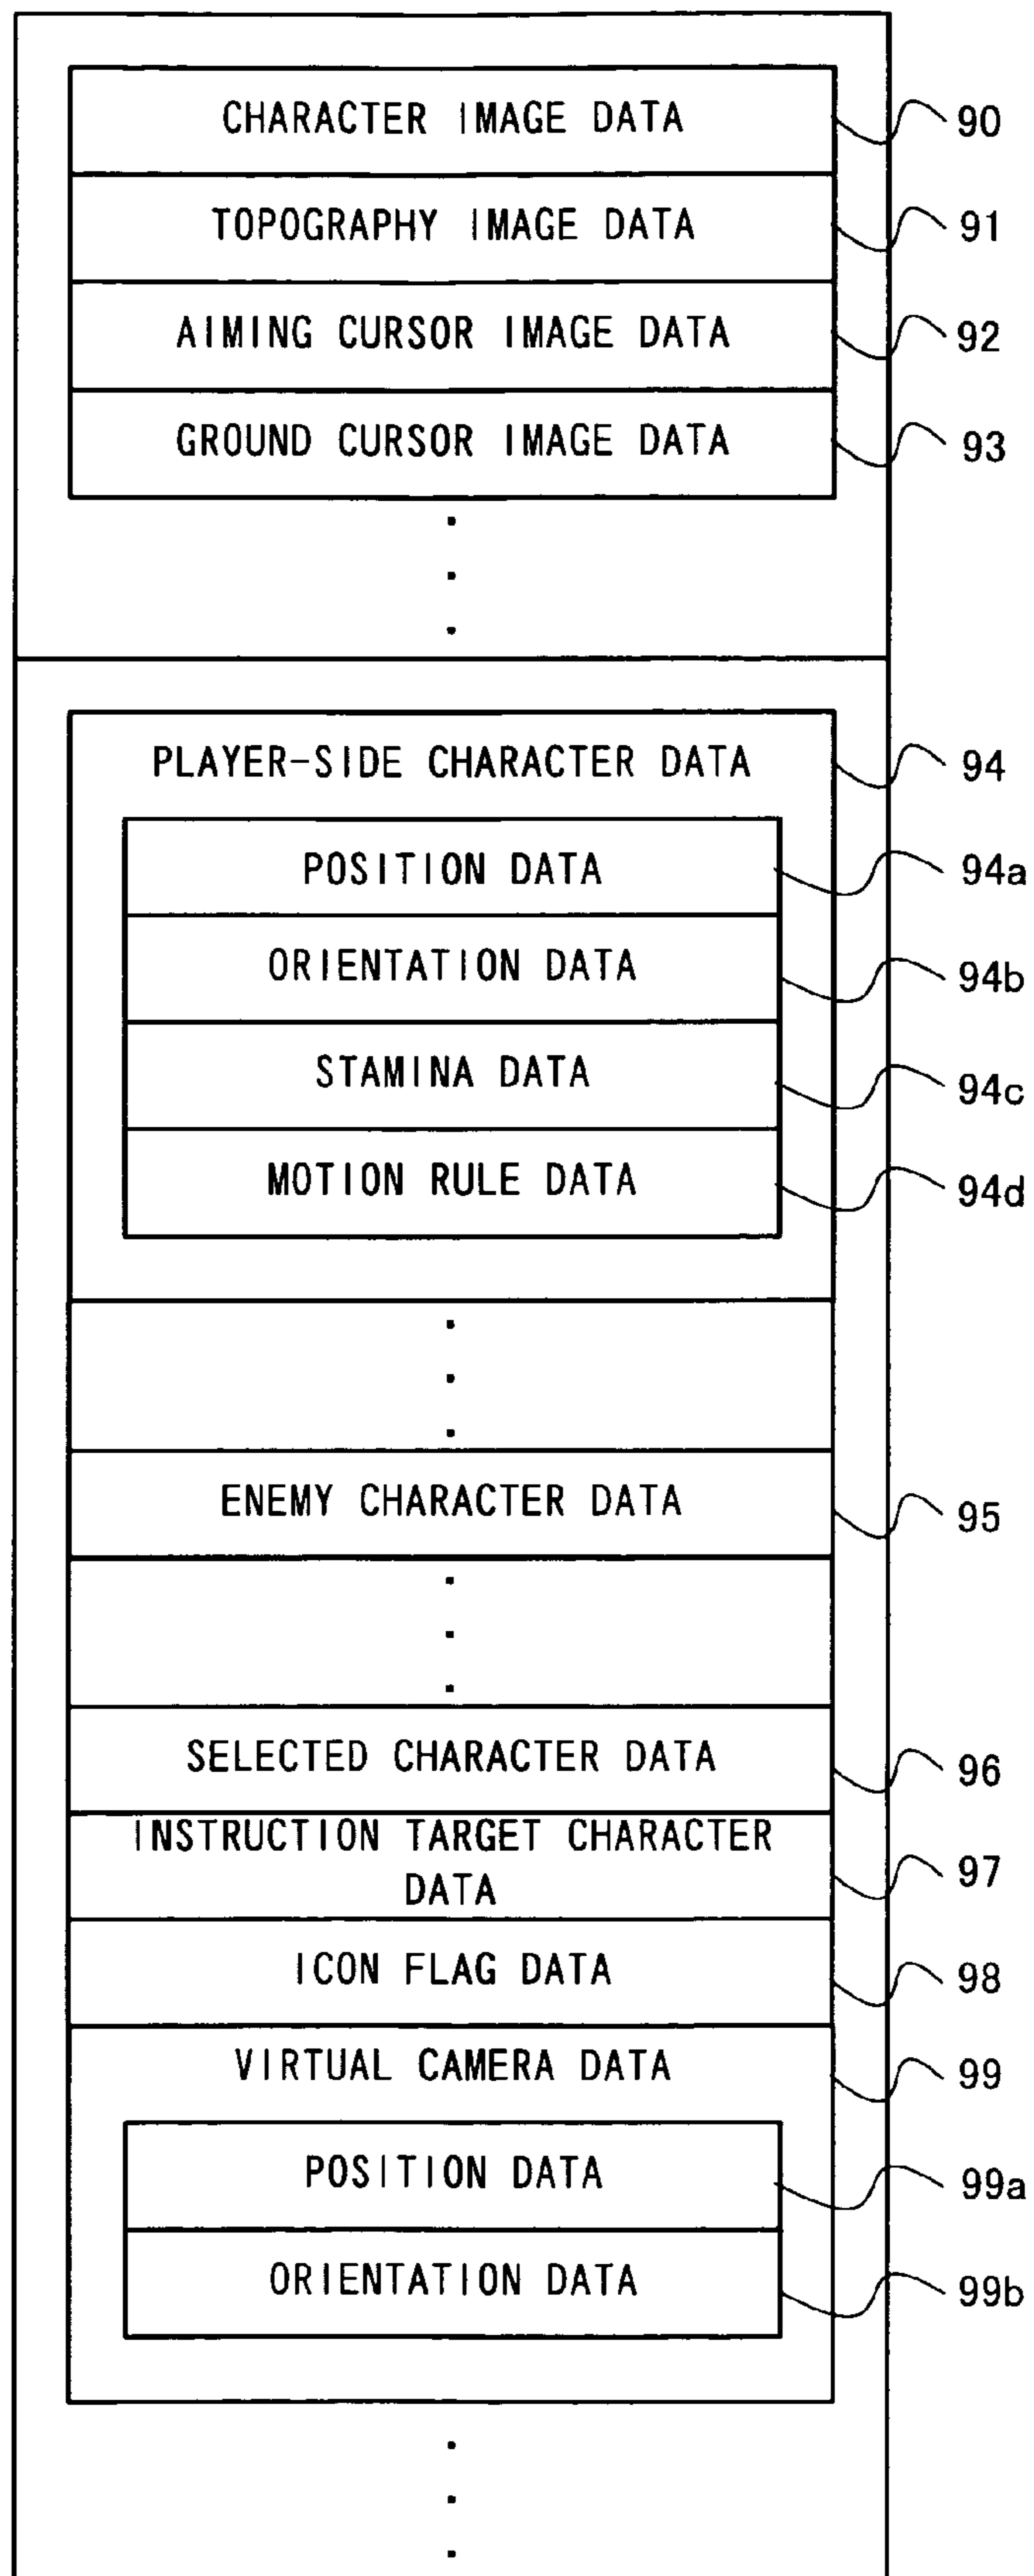 CHARACTER IMAGE DATA 90
TOPOGRAPHY IMAGE DATA 91
AIMING CURSOR IMAGE DATA 92
GROUND CURSOR IMAGE DATA 93
PLAYER-SIDE CHARACTER DATA 94
POSITION DATA 94a
ORIENTATION DATA 94b
STAMINA DATA 94c
MOTION RULE DATA 94d
ENEMY CHARACTER DATA 95
SELECTED CHARACTER DATA 96
INSTRUCTION TARGET CHARACTER
DATA 97
ICON FLAG DATA 98
VIRTUAL CAMERA DATA 99
POSITION DATA 99a
ORIENTATION DATA 99b